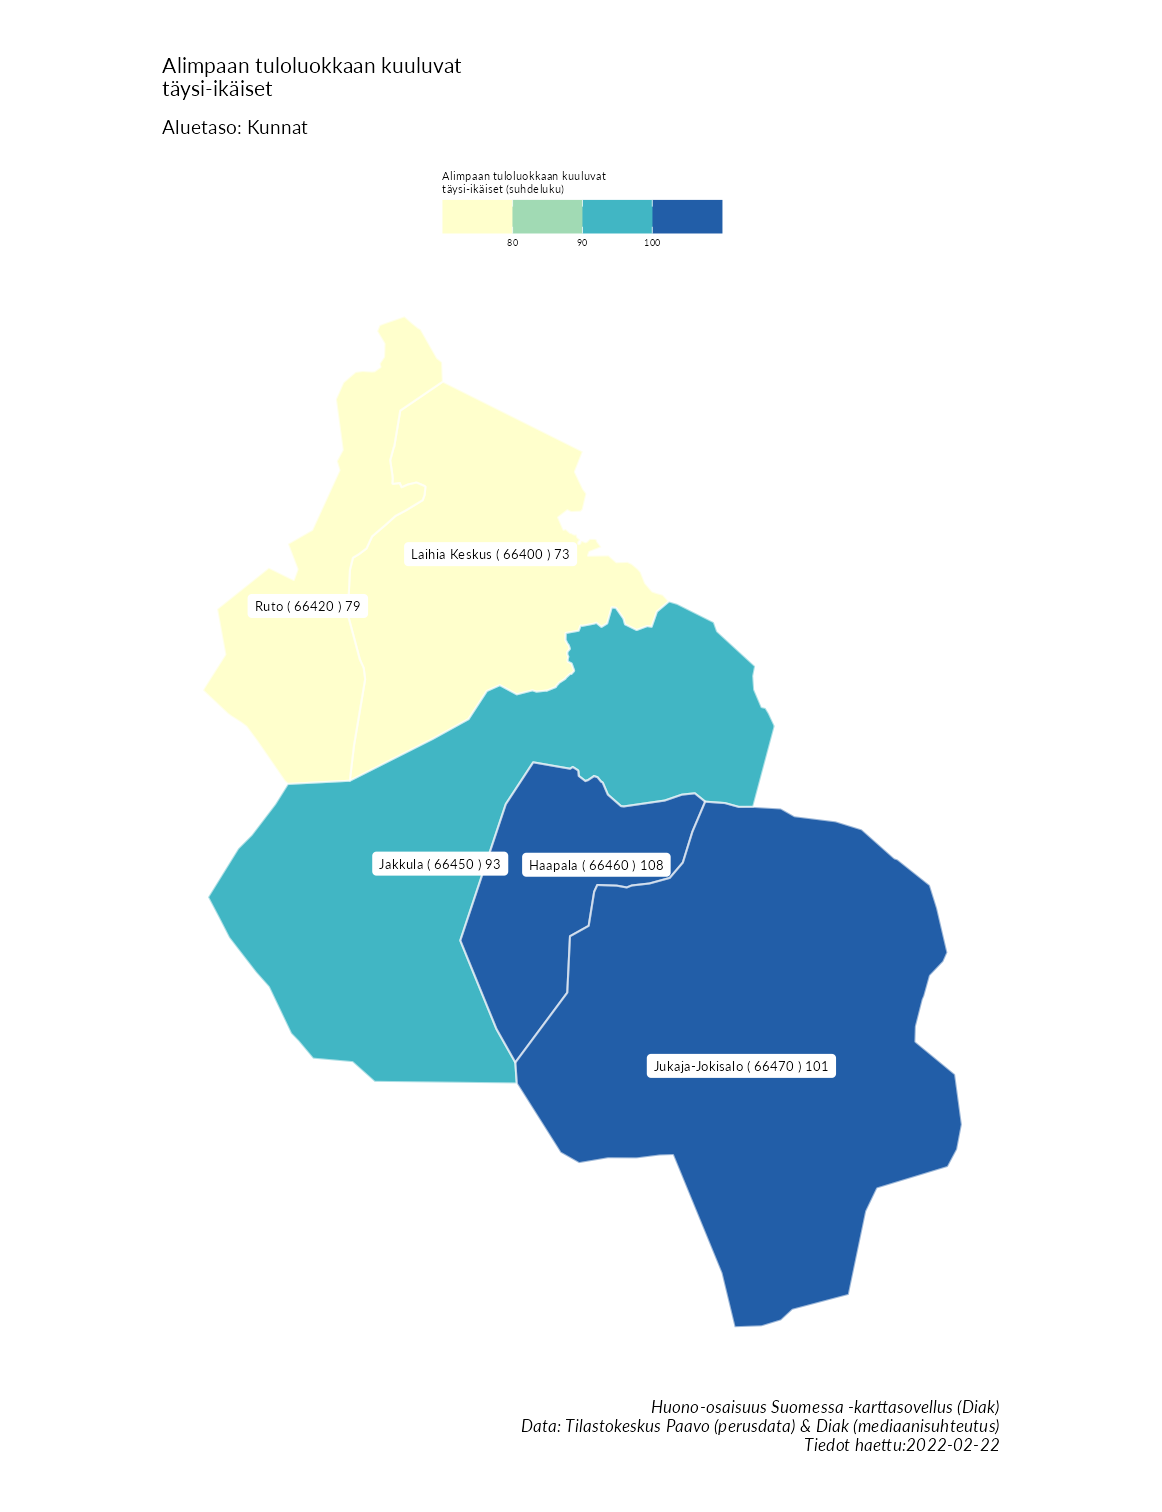 Alimpaan tuloluokkaan kuuluvat
täysi-ikäiset
Aluetaso: Kunnat
Alimpaan tuloluokkaan kuuluvat
täysi-ikäiset (suhdeluku)
80 90 100
Laihia Keskus ( 66400 ) 73
Ruto ( 66420 ) 79
Jakkula ( 66450 ) 93
Haapala ( 66460 ) 108
Jukaja-Jokisalo ( 66470 ) 101
Huono-osaisuus Suomessa -karttasovellus (Diak)
Data: Tilastokeskus Paavo (perusdata) & Diak (mediaanisuhteutus)
Tiedot haettu:2022-02-22